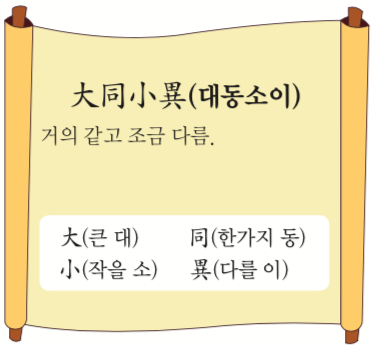 大同小異(대동소이)
거의 같고 조금 다름.
大(큰 대) 同(한가지 동)
小(작을 소) 異(다를 이)